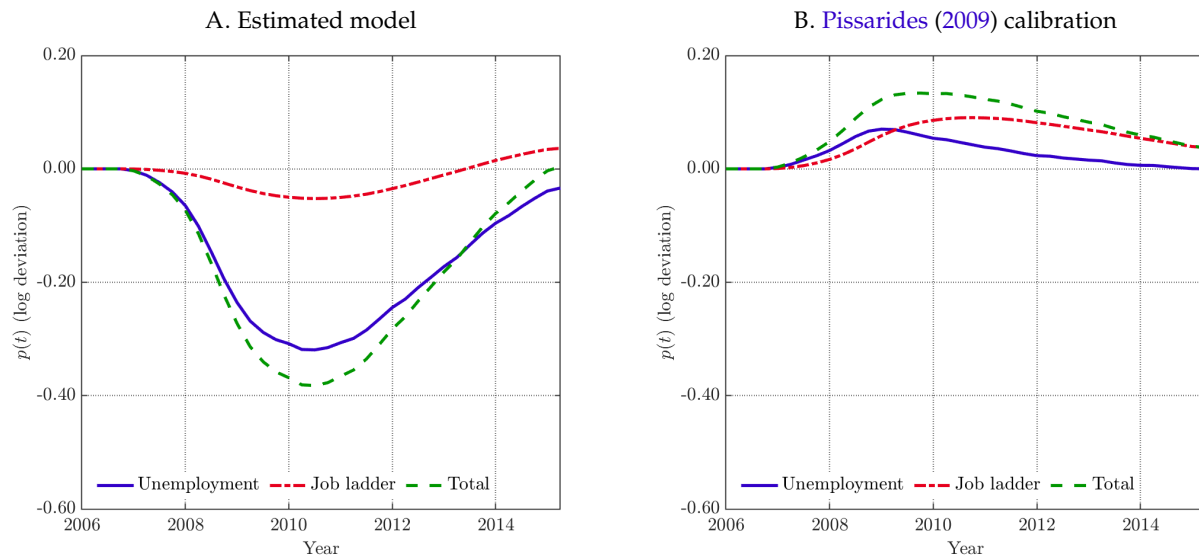 A. Estimated model
0.20
0.00
-0.20
-0.40
-0.60
p(t) (log deviation)
Unemployment Job ladder Total
2006 2008 2010 2012 2014
Year
B. Pissarides (2009) calibration
0.20
0.00
-0.20
-0.40
-0.60
p(t) (log deviation)
Unemployment Job ladder Total
2006 2008 2010 2012 2014
Year